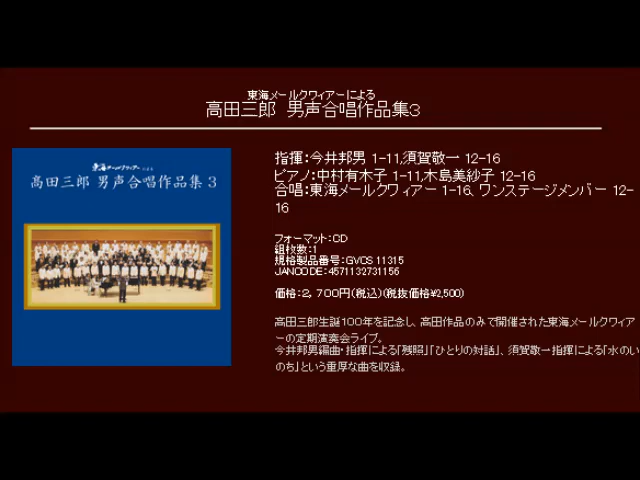 東海メールクワィアーによる
高田三郎 男声合唱作品集3
東海メールクワィアーによる
高田三郎 男声合唱作品集 3
指揮：今井邦男 1-11,須賀敬一 12-16
ピアノ：中村有木子 1-11,木島美紗子 12-16
合唱：東海メールクワィアー 1-16、ワンステージメンバー 12-
16
フォーマット：CD
組枚数：1
規格製品番号：GVCS 11315
JANCODE：4571132731156
価格：2,700円(税込)(税抜価格¥2,500)
高田三郎生誕100年を記念し、高田作品のみで開催された東海メールクワィア
ーの定期演奏会ライブ。
今井邦男編曲・指揮による「残照」「ひとりの対話」、須賀敬一指揮による「水のい
のち」という重厚な曲を収録。